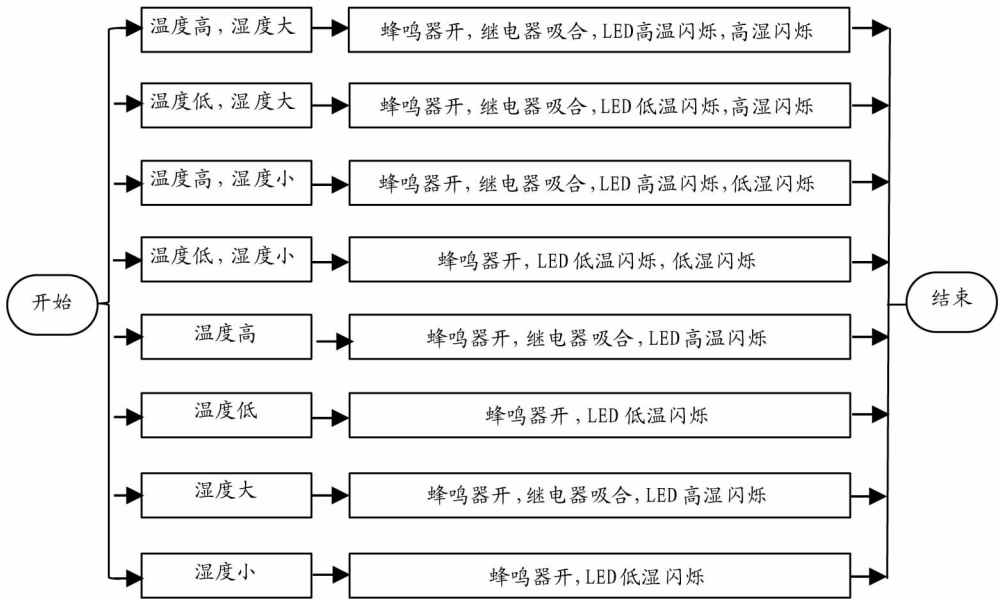 温度高，湿度大
蜂鸣器开，继电器吸合，LED高温闪烁，高湿闪烁
温度低，湿度大
蜂鸣器开，继电器吸合，LED低温闪烁，高湿闪烁
温度高，湿度小
蜂鸣器开，继电器吸合，LED高温闪烁，低湿闪烁
温度低，湿度小
蜂鸣器开，LED低温闪烁，低湿闪烁
开始
结束
温度高
蜂鸣器开，继电器吸合，LED高温闪烁
温度低
蜂鸣器开，LED低温闪烁
湿度大
蜂鸣器开，继电器吸合，LED高湿闪烁
湿度小
蜂鸣器开，LED低湿闪烁